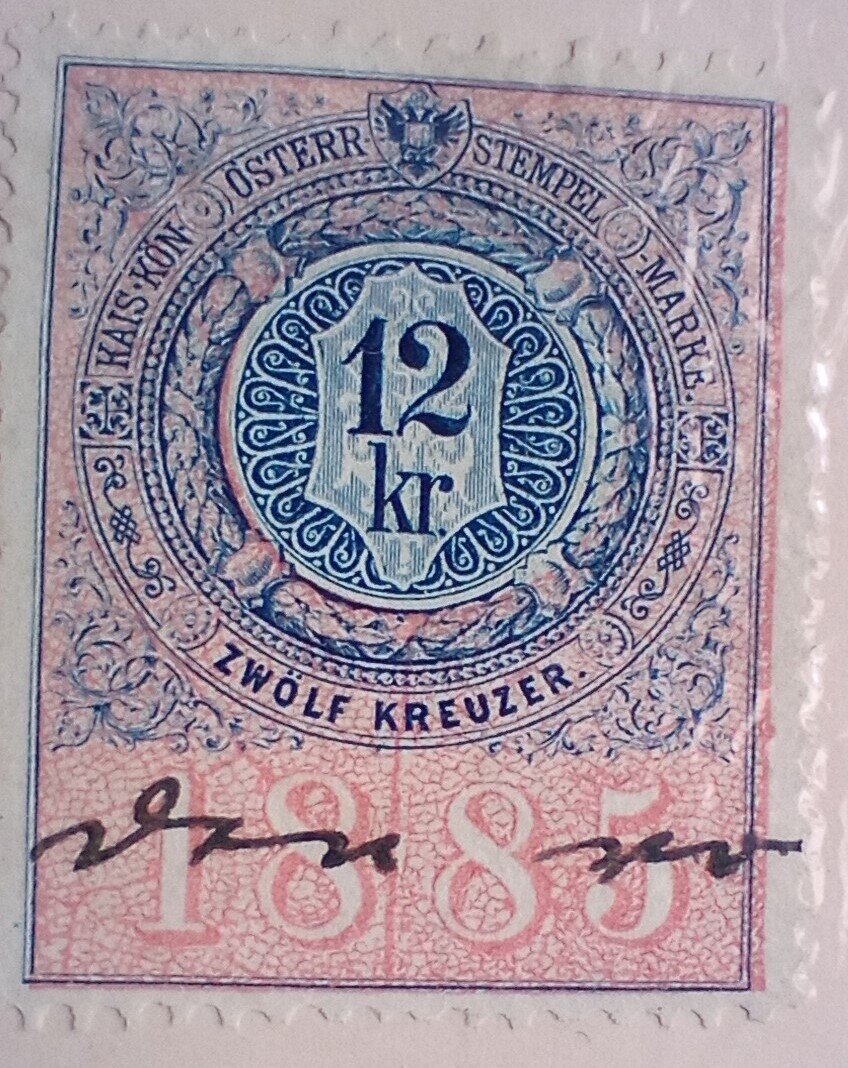 KAIS·KÖN· ÖSTERR· STEMPEL-MARKE.
12
kr.
ZWÖLF KREUZER.
1885